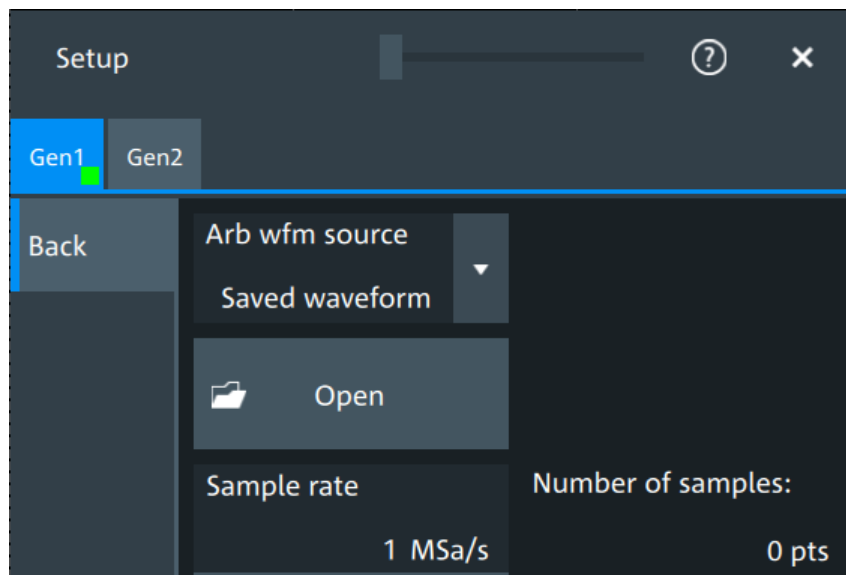 Setup
Gen1 Gen2
Back
Arb wfm source
Saved waveform
Open
Sample rate
1 MSa/s
Number of samples:
0 pts